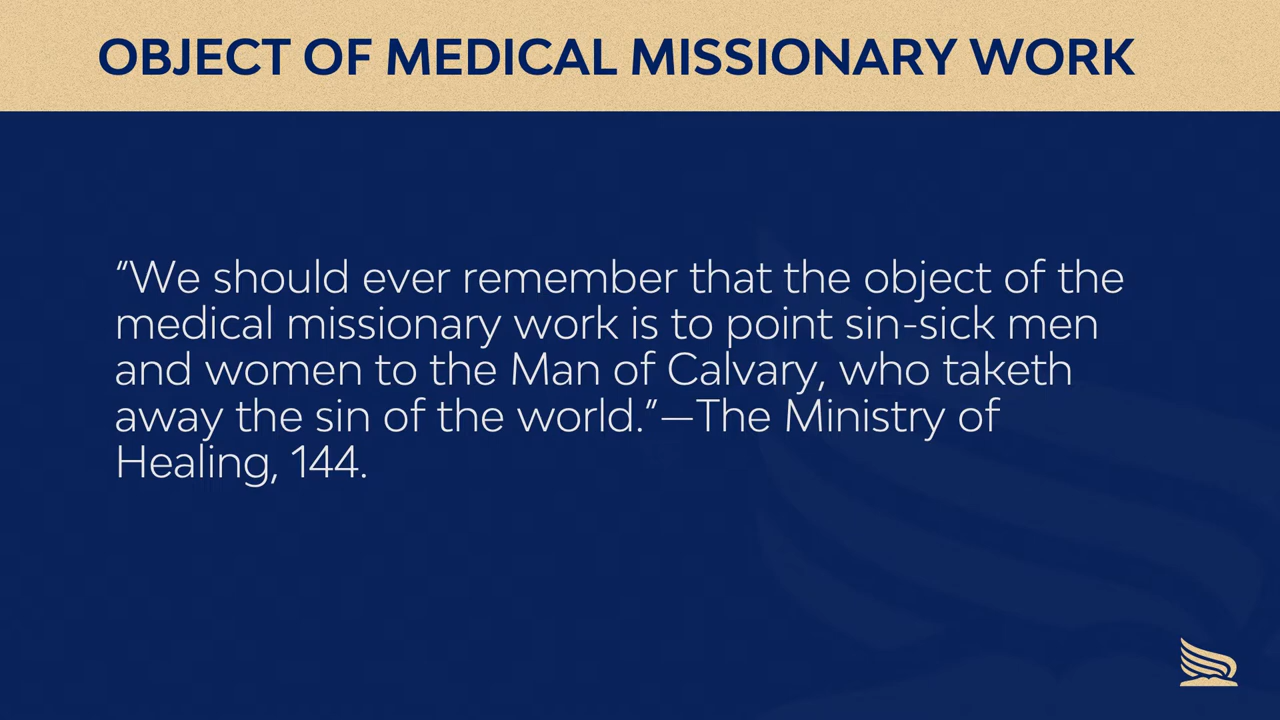 OBJECT OF MEDICAL MISSIONARY WORK
“We should ever remember that the object of the
medical missionary work is to point sin-sick men
and women to the Man of Calvary, who taketh
away the sin of the world.”—The Ministry of
Healing, 144.